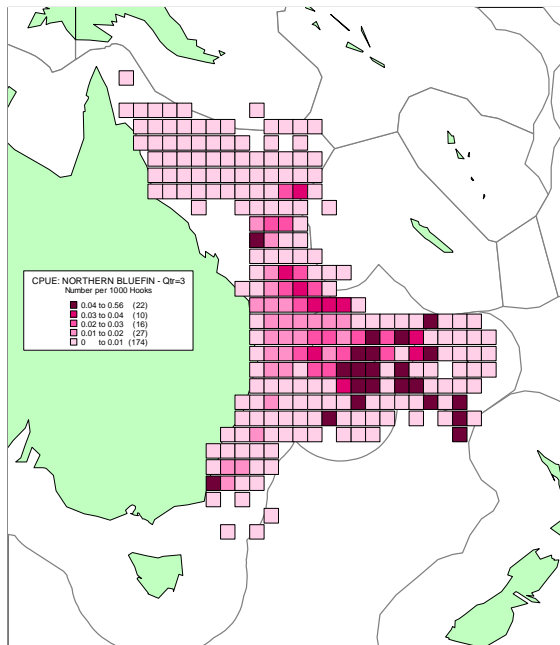 CPUE: NORTHERN BLUEFIN - Qtr=3
Number per 1000 Hooks
0.04 to 0.56 (22)
0.03 to 0.04 (10)
0.02 to 0.03 (16)
0.01 to 0.02 (27)
0 to 0.01 (174)